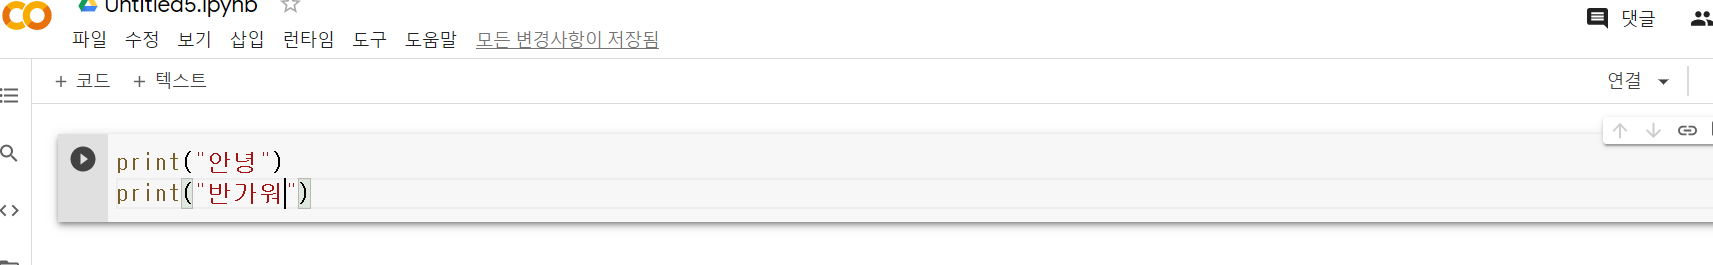 Untitled5.ipynb
파일 수정 보기 삽입 런타임 도구 도움말 모든 변경사항이 저장됨
댓글
+ 코드 + 텍스트
연결
print("안녕")
print("반가워")